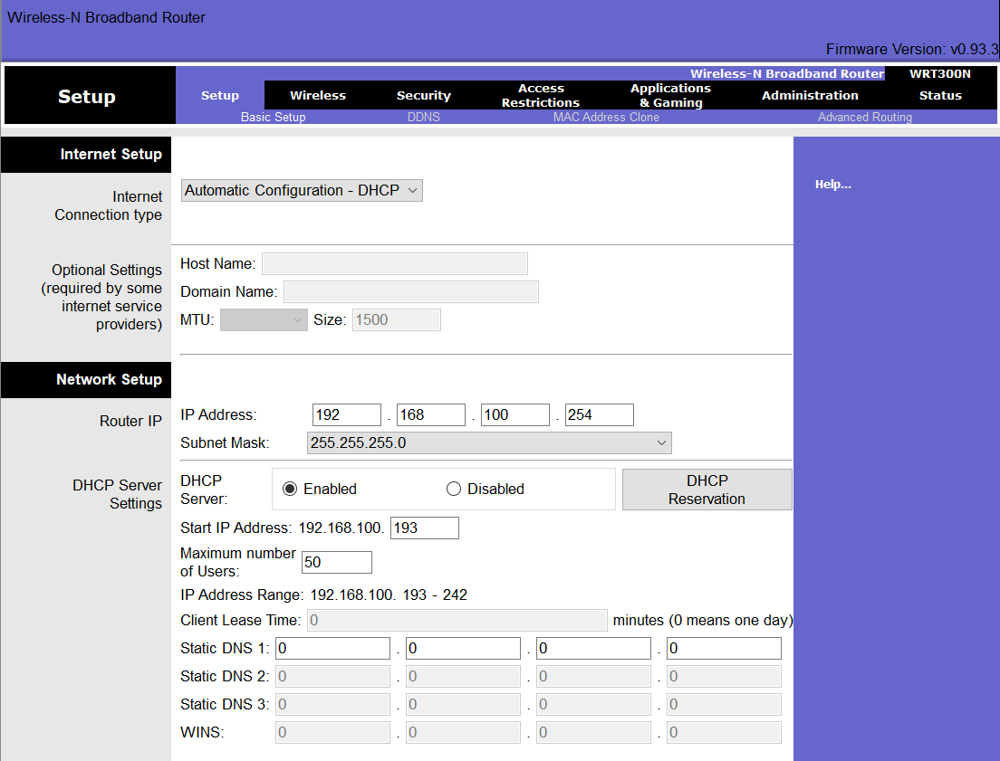 Wireless-N Broadband Router
Firmware Version: v0.93.3
Wireless-N Broadband Router WRT300N
Setup
Setup Wireless Security Access Restrictions Applications & Gaming Administration Status
Basic Setup DDNS MAC Address Clone Advanced Routing
Internet Setup
Help...
Internet Connection type
Automatic Configuration - DHCP
Optional Settings
(required by some
internet service
providers)
Host Name:
Domain Name:
MTU: Size: 1500
Network Setup
Router IP
IP Address: 192 . 168 . 100 . 254
Subnet Mask: 255.255.255.0
DHCP Server
Settings
DHCP
Server: Enabled Disabled
DHCP
Reservation
Start IP Address: 192.168.100. 193
Maximum number
of Users: 50
IP Address Range: 192.168.100. 193 - 242
Client Lease Time: 0 minutes (0 means one day)
Static DNS 1: 0 . 0 . 0 . 0
Static DNS 2: 0 . 0 . 0 . 0
Static DNS 3: 0 . 0 . 0 . 0
WINS: 0 . 0 . 0 . 0